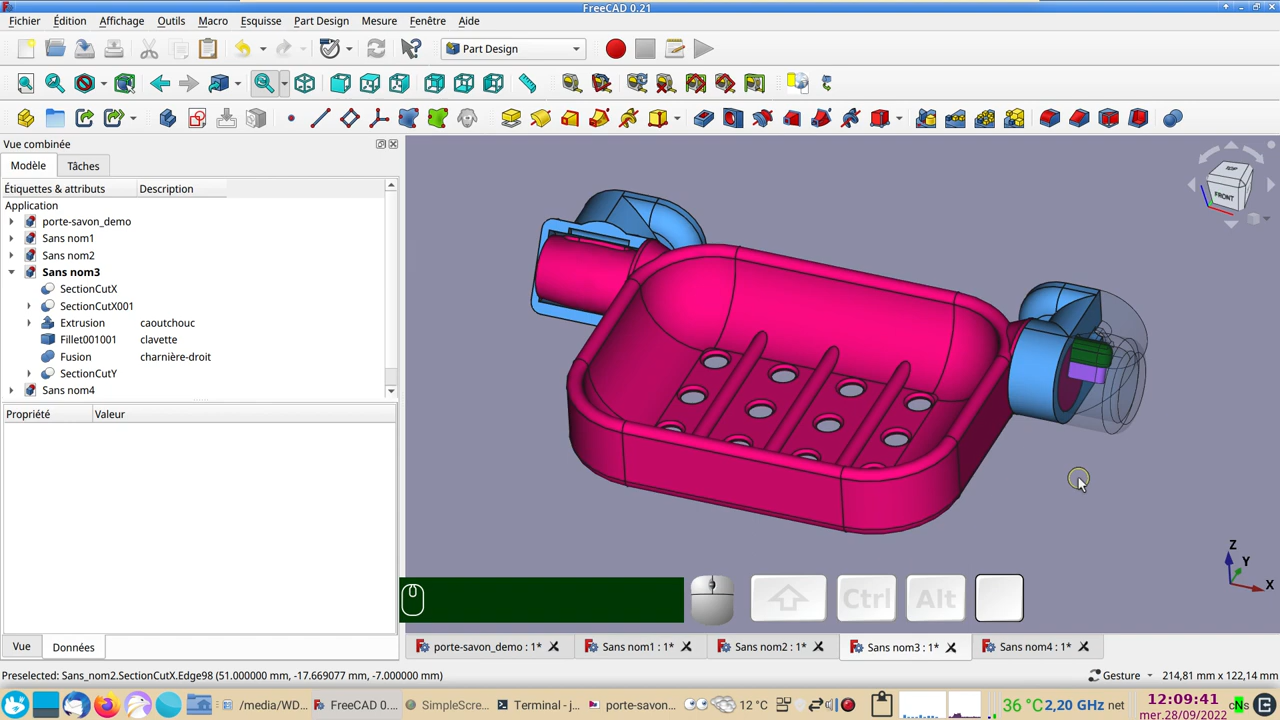 FreeCAD 0.21
Fichier Édition Affichage Outils Macro Esquisse Part Design Mesure Fenêtre Aide
Part Design
Vue combinée
Modèle Tâches
Étiquettes & attributs Description
Application
porte-savon_demo
Sans nom1
Sans nom2
Sans nom3
SectionCutX
SectionCutX001
Extrusion caoutchouc
Fillet001001 clavette
Fusion charnière-droit
SectionCutY
Sans nom4
Propriété Valeur
TOP
FRONT
Z
Y
X
Ctrl Alt
Vue Données
porte-savon_demo : 1* Sans nom1 : 1* Sans nom2 : 1* Sans nom3 : 1* Sans nom4 : 1*
Preselected: Sans_nom2.SectionCutX.Edge98 (51.000000 mm, -17.669077 mm, -7.000000 mm)
Gesture 214,81 mm x 122,14 mm
/media/WD... FreeCAD 0.... SimpleScre... Terminal - j... porte-savon... 12 °C 36 °C 2,20 GHz 12:09:41
mer.28/09/2022